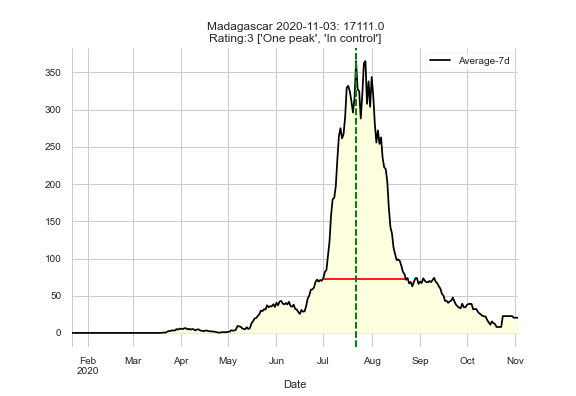 Madagascar 2020-11-03: 17111.0
Rating:3 ['One peak', 'In control']
Average-7d
350
300
250
200
150
100
50
0
Feb Mar Apr May Jun Jul Aug Sep Oct Nov
2020
Date